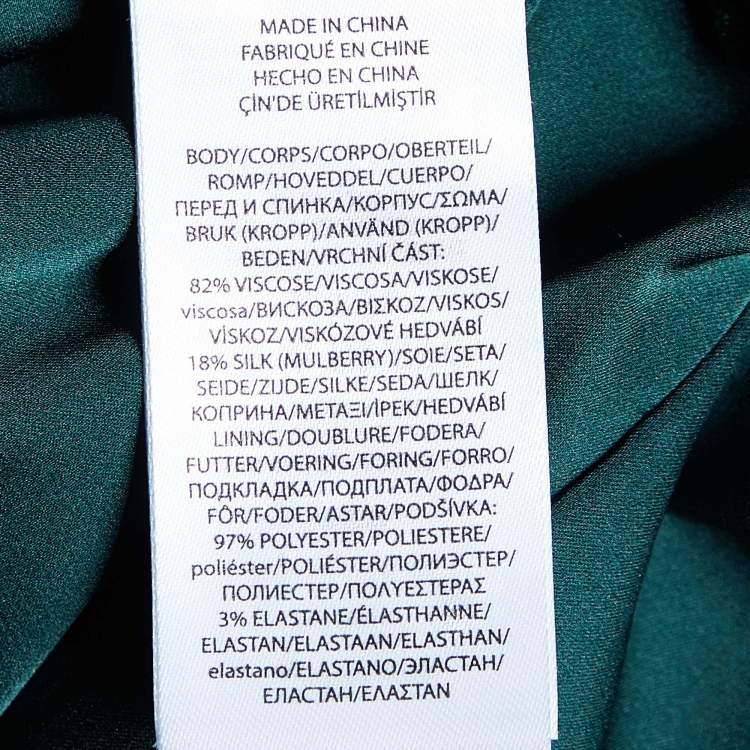 MADE IN CHINA
FABRIQUÉ EN CHINE
HECHO EN CHINA
ÇİN'DE ÜRETİLMİŞTİR
BODY/CORPS/CORPO/OBERTEIL/
ROMP/HOVEDDEL/CUERPO/
ПЕРЕД И СПИНКА/КОРПУС/ΣΩΜΑ/
BRUK (KROPP)/ANVÄND (KROPP)/
BEDEN/VRCHNÍ ČÁST:
82% VISCOSE/VISCOSA/VISKOSE/
viscosa/ВИСКОЗА/ΒΙΣΚΟΖ/VISKOS/
VİSKOZ/VISKÓZOVÉ HEDVÁBÍ
18% SILK (MULBERRY)/SOIE/SETA/
SEIDE/ZIJDE/SILKE/SEDA/ШЕЛК/
КОПРИНА/ΜΕΤΑΞΙ/İPEK/HEDVÁBÍ
LINING/DOUBLURE/FODERA/
FUTTER/VOERING/FORING/FORRO/
ПОДКЛАДКА/ПОДПЛАТА/ΦΟΔΡΑ/
FÔR/FODER/ASTAR/PODŠÍVKA:
97% POLYESTER/POLIESTERE/
poliéster/POLIÉSTER/ПОЛИЭСТЕР/
ПОЛИЕСТЕР/ΠΟΛΥΕΣΤΕΡΑΣ
3% ELASTANE/ÉLASTHANNE/
ELASTAN/ELASTAAN/ELASTHAN/
elastano/ELASTANO/ЭЛАСТАН/
ЕЛАСТАН/ΕΛΑΣΤΑΝ